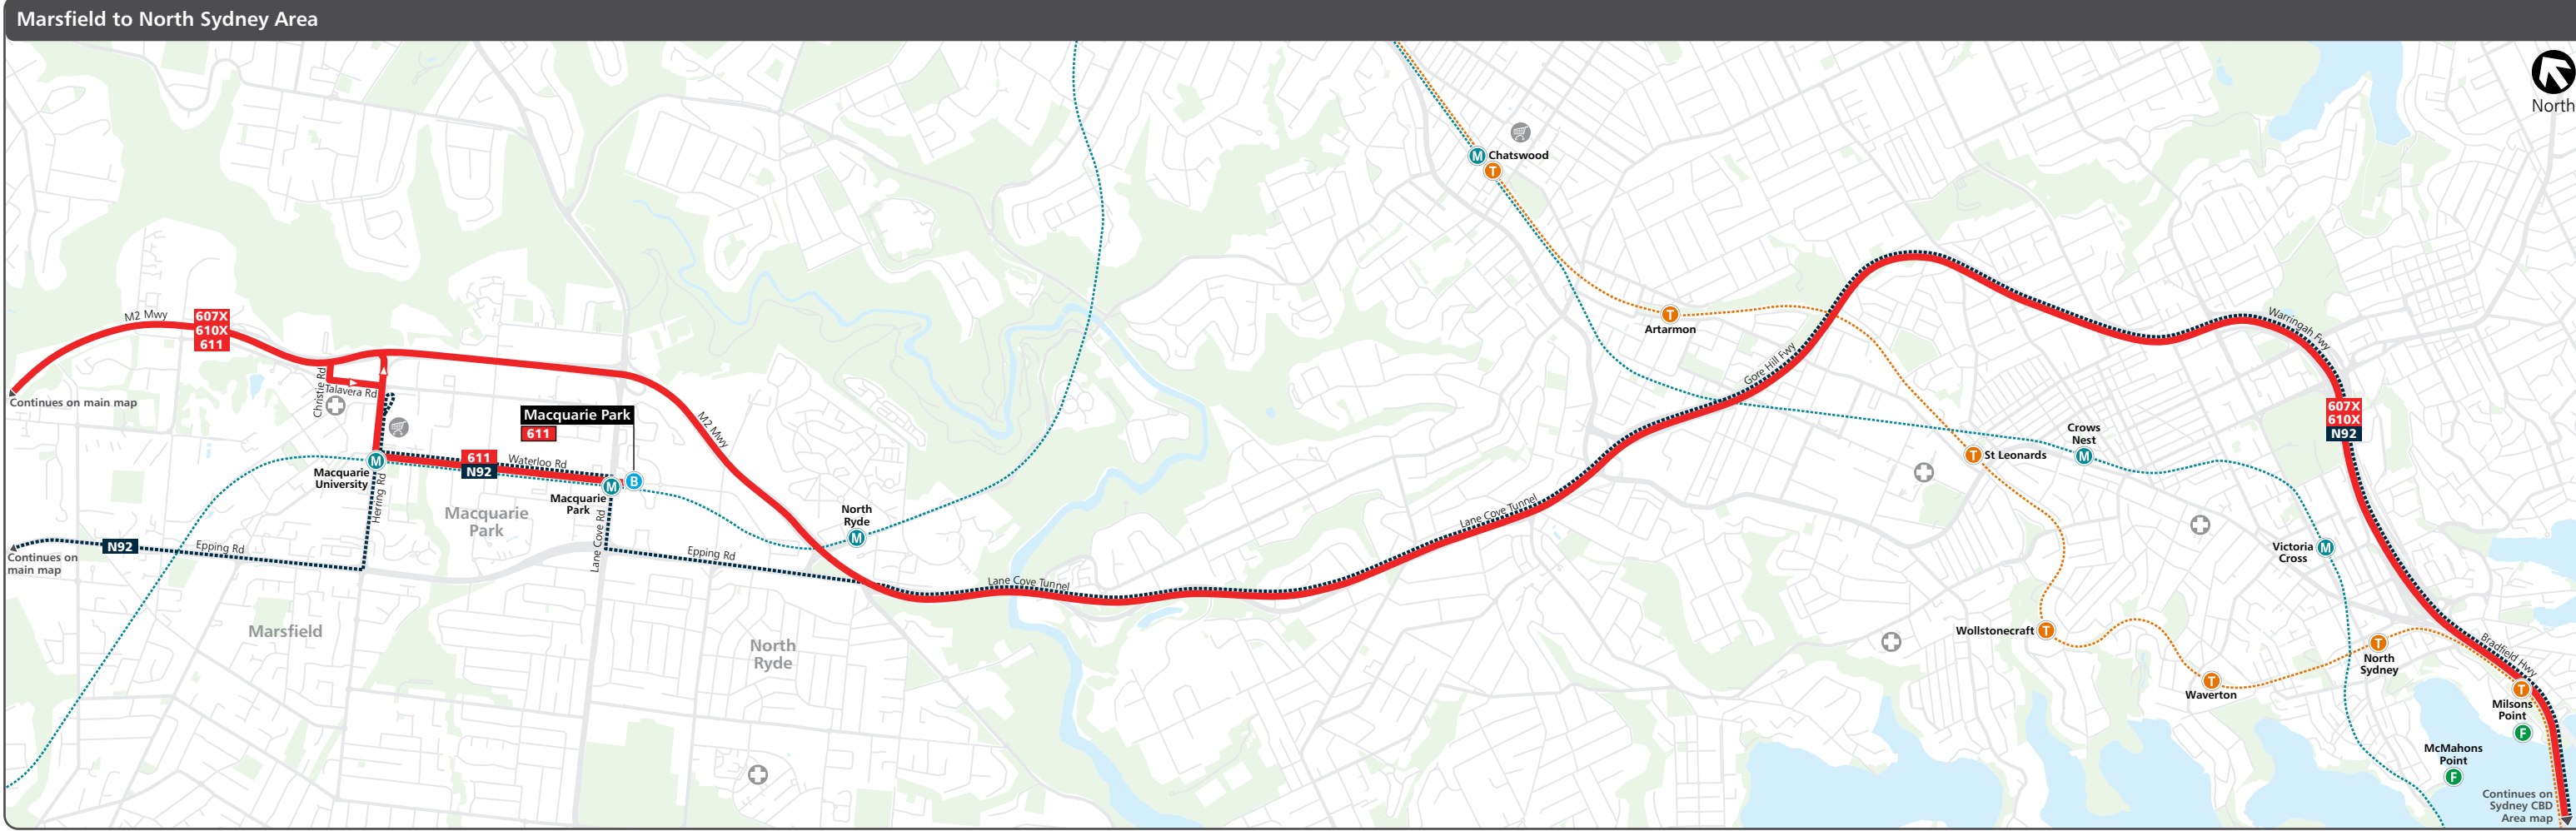 Marsfield to North Sydney Area
North
M
Chatswood
T
M2 Mwy
607X
610X
611
Continues on main map
Christie Rd
Talavera Rd
Macquarie Park
611
B
M2 Mwy
611
N92
Waterloo Rd
M
Macquarie
University
Herring Rd
Macquarie
Park
M
Macquarie
Park
Lane Cove Rd
North
Ryde
M
N92
Epping Rd
Continues on
main map
Epping Rd
Marsfield
North
Ryde
Lane Cove Tunnel
Lane Cove Tunnel
Gore Hill Fwy
T
Artarmon
Warringah Fwy
607X
610X
N92
T
St Leonards
Crows
Nest
M
Victoria
Cross
M
Wollstonecraft
T
T
Waverton
T
North
Sydney
Bradfield Hwy
T
Milsons
Point
F
McMahons
Point
F
Continues on
Sydney CBD
Area map